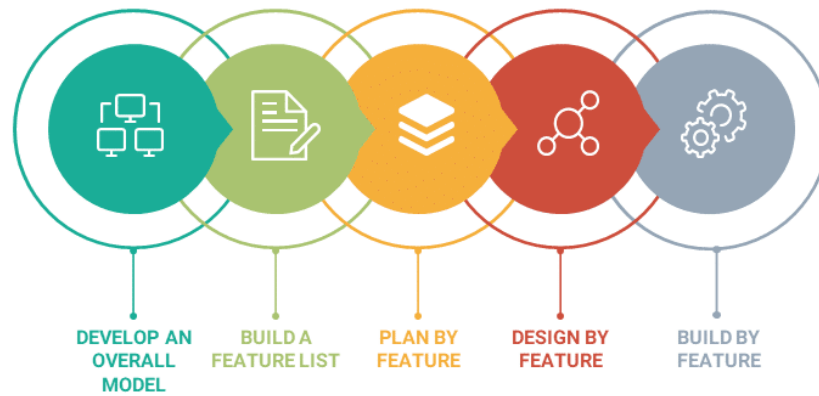 DEVELOP AN
OVERALL
MODEL
BUILD A
FEATURE LIST
PLAN BY
FEATURE
DESIGN BY
FEATURE
BUILD BY
FEATURE